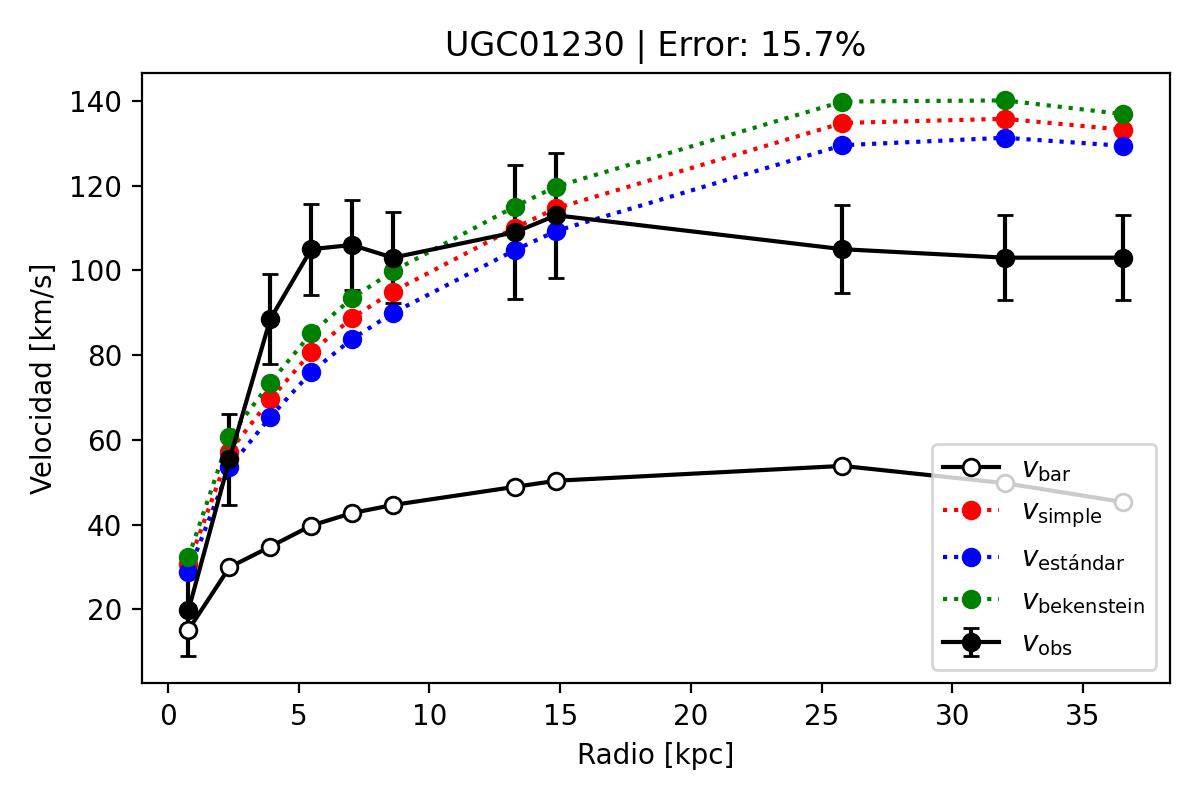 UGC01230 | Error: 15.7%
140
120
100
80
60
40
20
Velocidad [km/s]
v_bar
v_simple
v_estándar
v_bekenstein
v_obs
0 5 10 15 20 25 30 35
Radio [kpc]